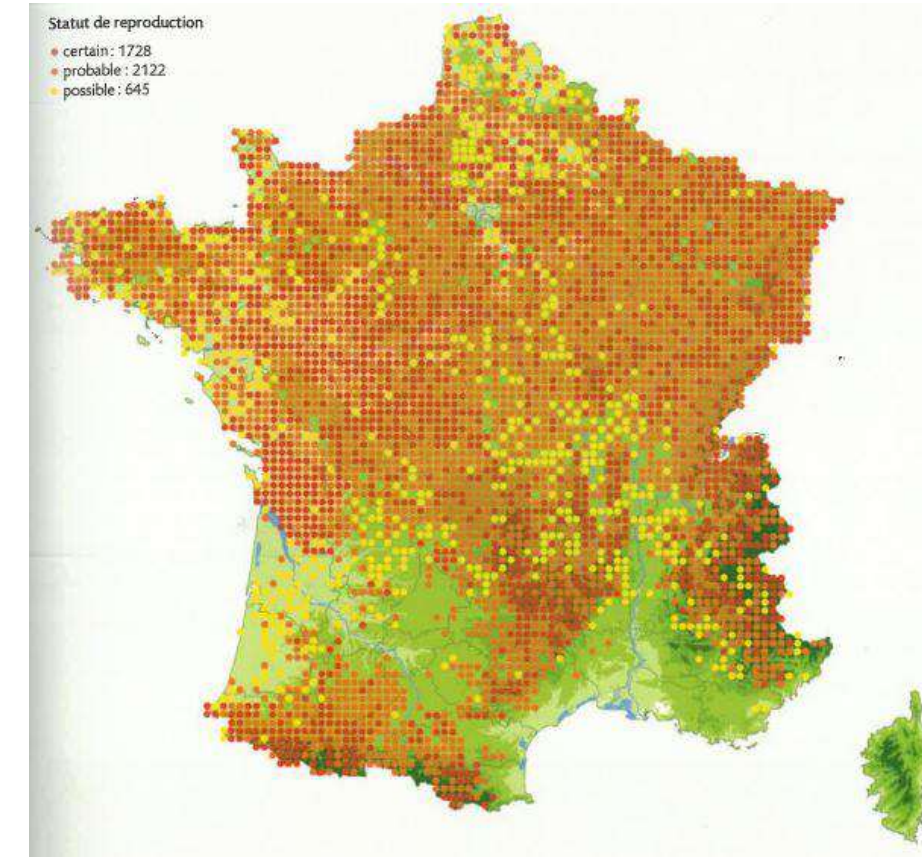 Statut de reproduction
certain : 1728
probable : 2122
possible : 645